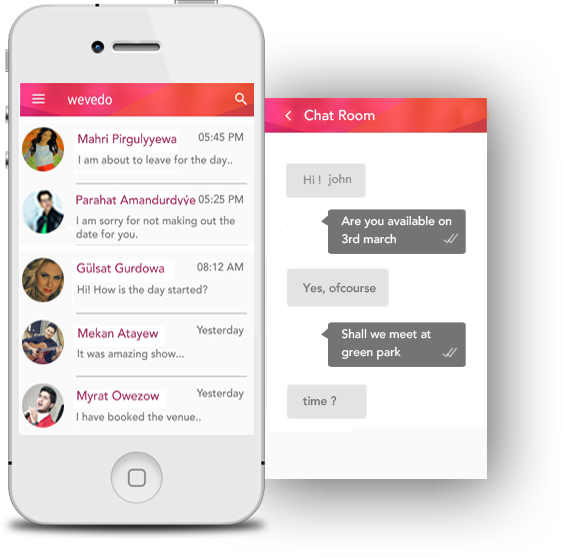 wevedo
Mahri Pirgulyyewa 05:45 PM
I am about to leave for the day..
Parahat Amandurdyýe 05:25 PM
I am sorry for not making out the
date for you.
Gülsat Gurdowa 08:12 AM
Hi! How is the day started?
Mekan Atayew Yesterday
It was amazing show...
Myrat Owezow Yesterday
I have booked the venue..
Chat Room
Hi ! john
Are you available on
3rd march
Yes, ofcourse
Shall we meet at
green park
time ?